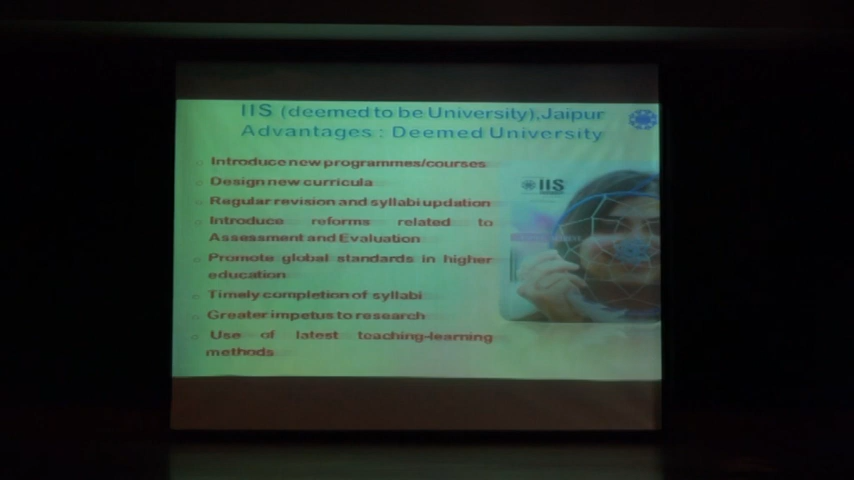 IIS (deemed to be University),Jaipur
Advantages : Deemed University
Introduce new programmes/courses
Design new curricula
Regular revision and syllabi updation
Introduce reforms related to
Assessment and Evaluation
Promote global standards in higher
education
Timely completion of syllabi
Greater impetus to research
Use of latest teaching-learning
methods
IIS